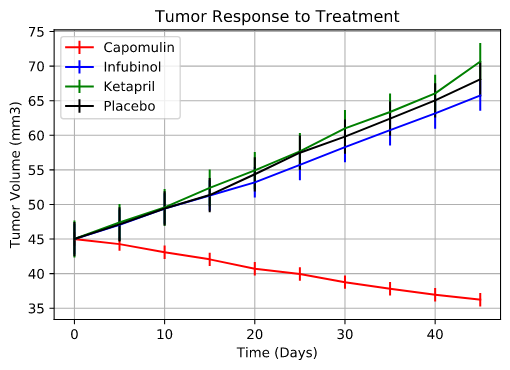 Tumor Response to Treatment
Tumor Volume (mm3)
75
70
65
60
55
50
45
40
35
Capomulin
Infubinol
Ketapril
Placebo
0
10
20
30
40
Time (Days)